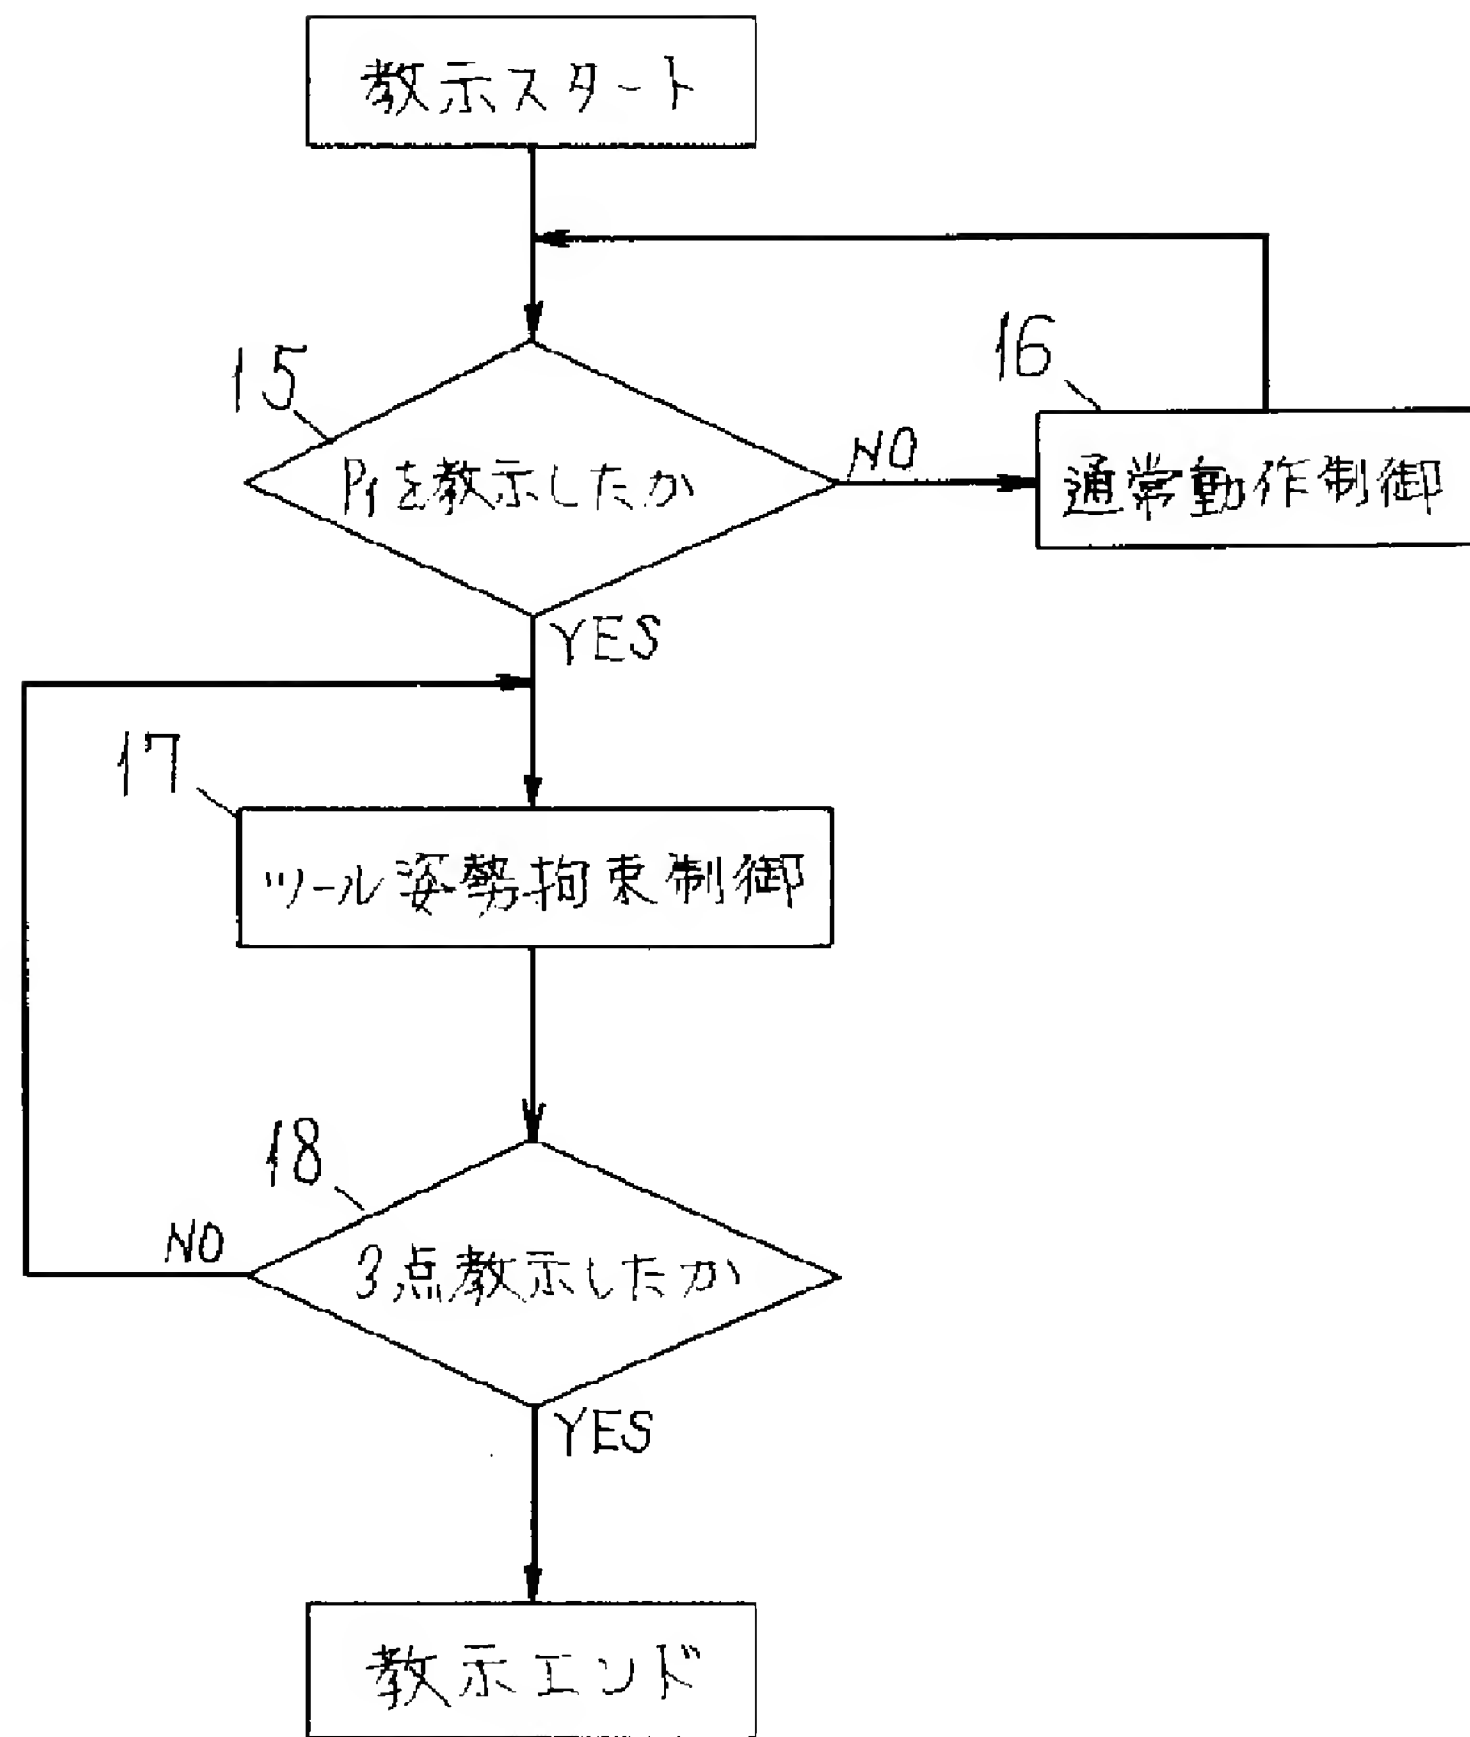 教示スタート
15
16
P1を教示したか
NO
通常動作制御
YES
17
ツール姿勢拘束制御
18
NO
3点教示したか
YES
教示エンド